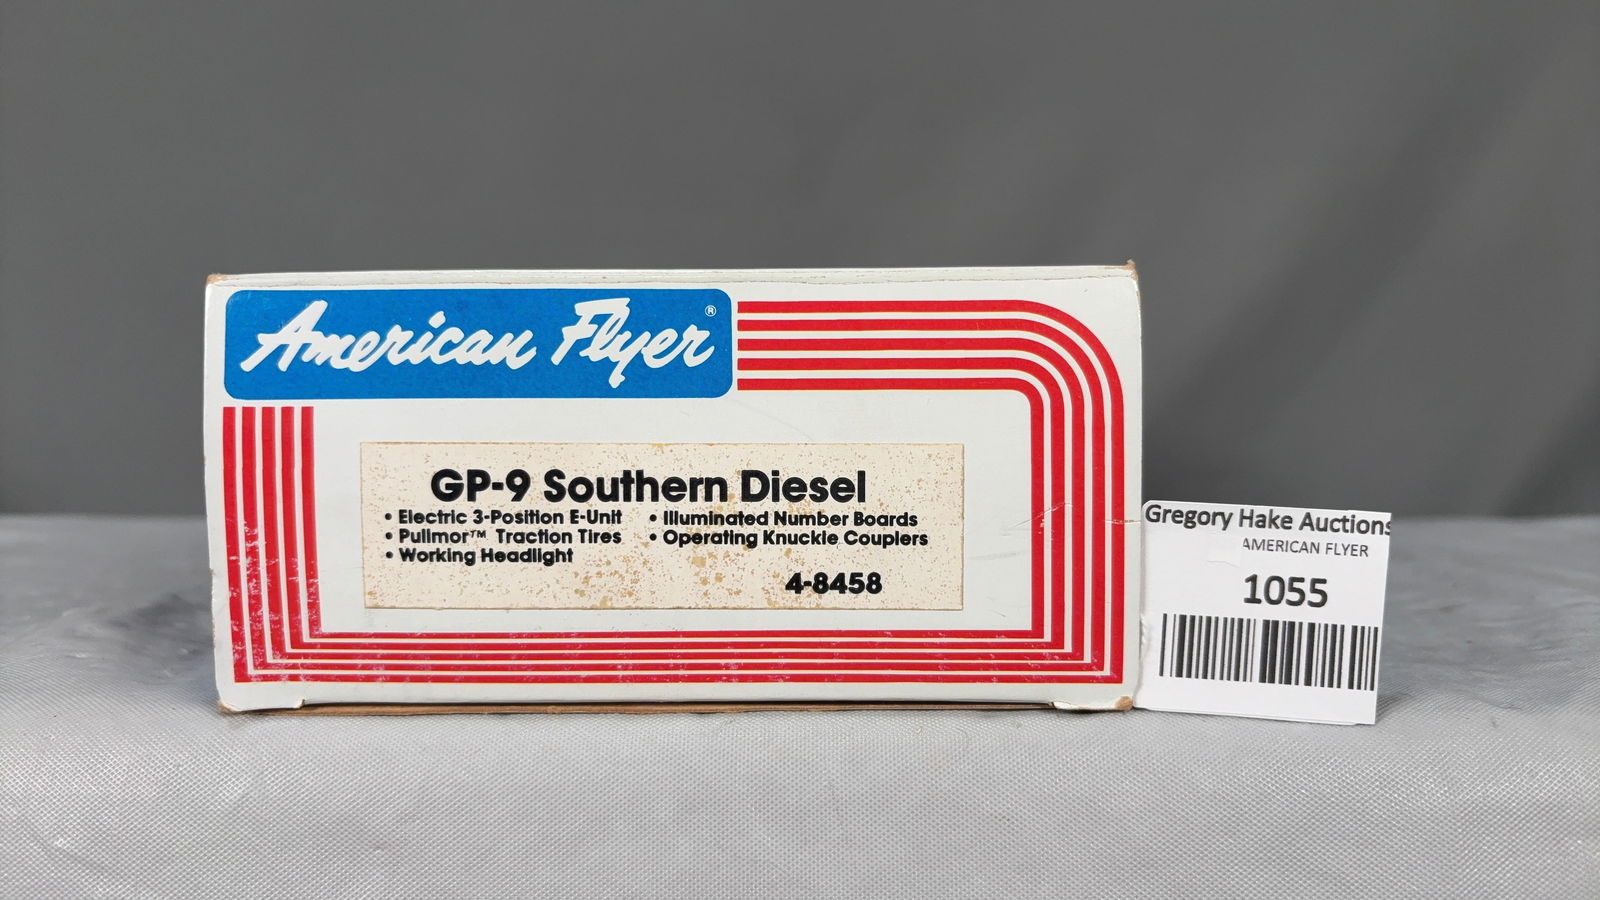 American Flyer®
GP-9 Southern Diesel
• Electric 3-Position E-Unit
• Pullmor™ Traction Tires
• Working Headlight
• Illuminated Number Boards
• Operating Knuckle Couplers
4-8458
Gregory Hake Auctions
AMERICAN FLYER
1055